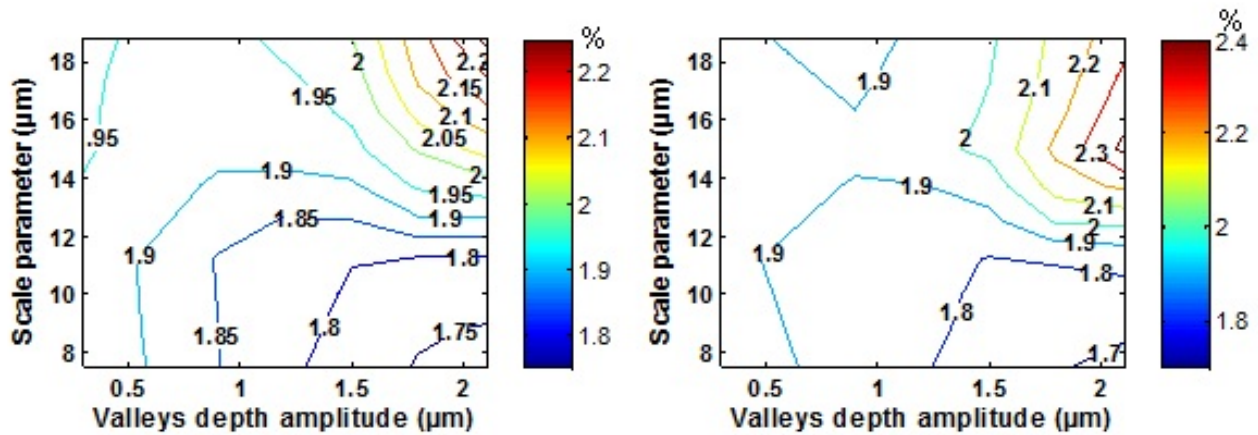 % %
18 1.95 2 2.2 2.2 18 1.9 2.2 2.4
16 .95 2.15 2.1 2.05 2.1 16 2.1 2.2
14 1.9 2 1.95 2 14 2 2.3 2.1
12 1.9 1.85 1.9 1.9 12 1.9 1.9 2 1.9 2
10 1.8 10 1.8
8 1.85 1.8 1.75 1.8 8 1.8 1.7 1.8
0.5 1 1.5 2 0.5 1 1.5 2
Scale parameter (µm) Scale parameter (µm)
Valleys depth amplitude (µm) Valleys depth amplitude (µm)